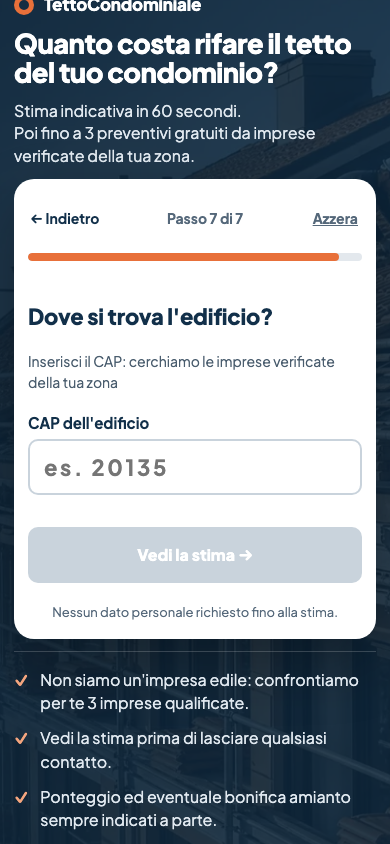 TettoCondominiale
Quanto costa rifare il tetto
del tuo condominio?
Stima indicativa in 60 secondi.
Poi fino a 3 preventivi gratuiti da imprese
verificate della tua zona.
← Indietro
Passo 7 di 7
Azzera
Dove si trova l'edificio?
Inserisci il CAP: cerchiamo le imprese verificate
della tua zona
CAP dell'edificio
es. 20135
Vedi la stima →
Nessun dato personale richiesto fino alla stima.
Non siamo un'impresa edile: confrontiamo
per te 3 imprese qualificate.
Vedi la stima prima di lasciare qualsiasi
contatto.
Ponteggio ed eventuale bonifica amianto
sempre indicati a parte.